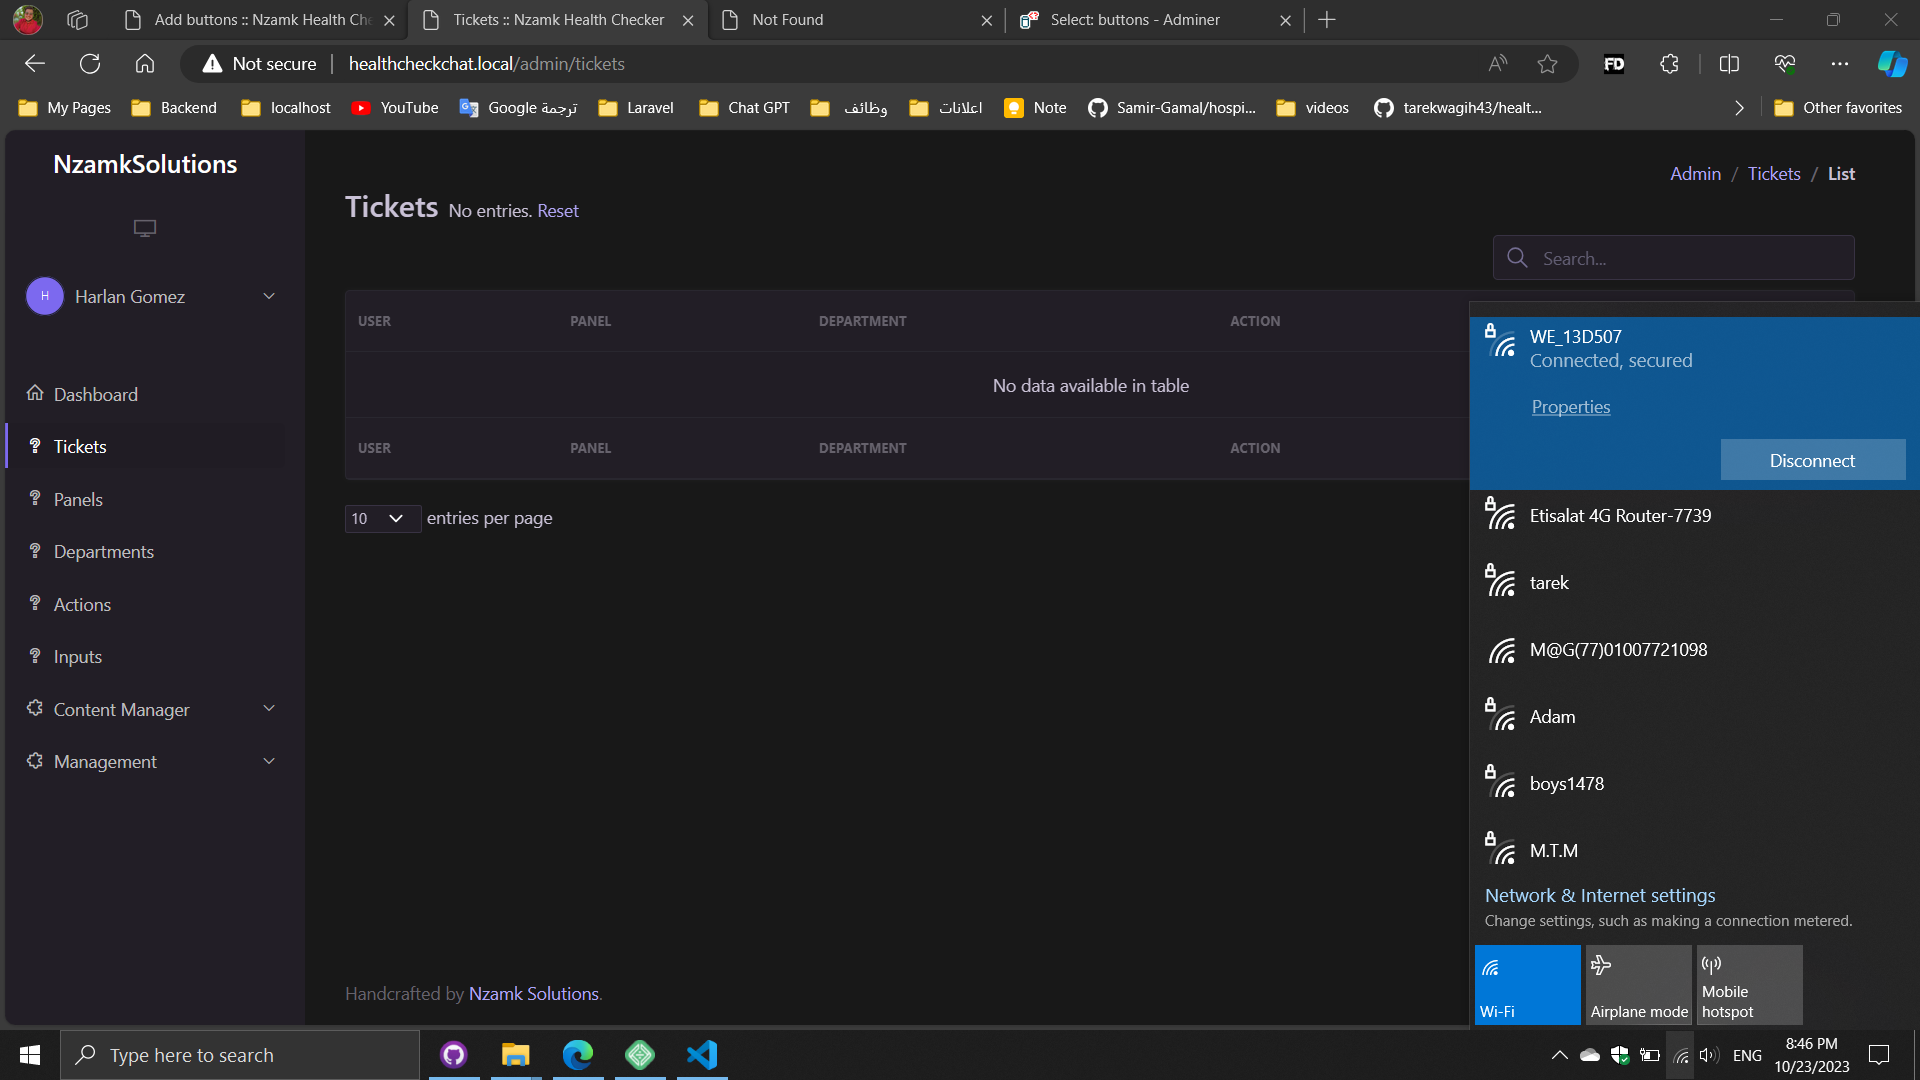 Add buttons :: Nzamk Health Che
Tickets :: Nzamk Health Checker
Not Found
Select: buttons - Adminer
Not secure
healthcheckchat.local/admin/tickets
FD
My Pages
Backend
localhost
YouTube
Google ترجمة
Laravel
Chat GPT
وظائف
اعلانات
Note
Samir-Gamal/hospi...
videos
tarekwagih43/healt...
Other favorites
NzamkSolutions
H
Harlan Gomez
Dashboard
Tickets
Panels
Departments
Actions
Inputs
Content Manager
Management
Admin / Tickets / List
Tickets No entries. Reset
Search...
USER PANEL DEPARTMENT ACTION
No data available in table
USER PANEL DEPARTMENT ACTION
10 entries per page
Handcrafted by Nzamk Solutions.
WE_13D507
Connected, secured
Properties
Disconnect
Etisalat 4G Router-7739
tarek
M@G(77)01007721098
Adam
boys1478
M.T.M
Network & Internet settings
Change settings, such as making a connection metered.
Wi-Fi
Airplane mode
Mobile
hotspot
Type here to search
ENG
8:46 PM
10/23/2023